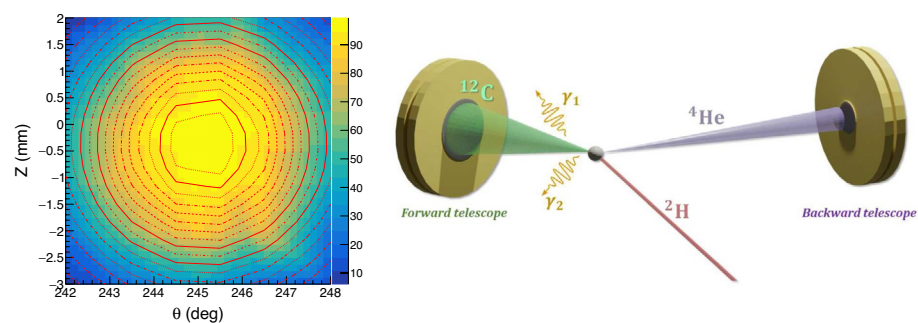 2
1.5
1
0.5
0
−0.5
−1
−1.5
−2
−2.5
−3
Z (mm)
242 243 244 245 246 247 248
θ (deg)
90
80
70
60
50
40
30
20
10
¹²C
γ₁
γ₂
⁴He
²H
Forward telescope
Backward telescope